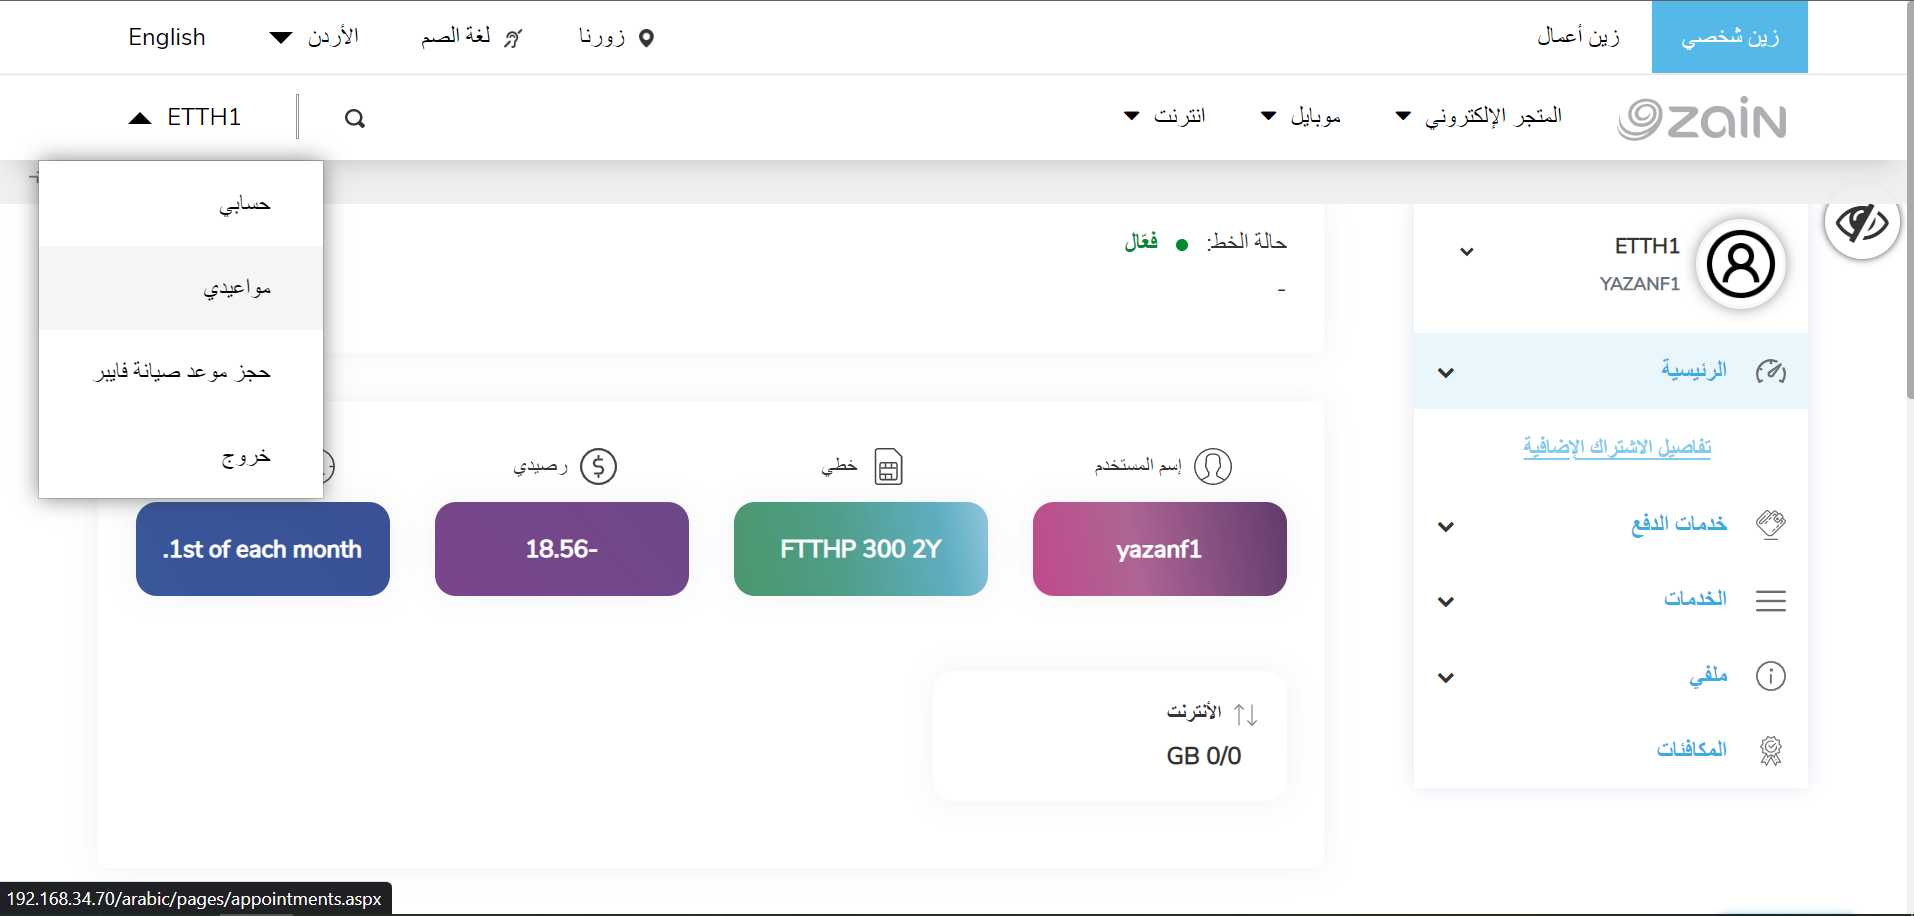 زين شخصي
زين أعمال
زورنا
لغة الصم
الأردن
English
zain
المتجر الإلكتروني
موبايل
انترنت
ETTH1
حسابي
مواعيدي
حجز موعد صيانة فايبر
خروج
ETTH1
YAZANF1
الرئيسية
تفاصيل الاشتراك الإضافية
خدمات الدفع
الخدمات
ملفي
المكافئات
حالة الخط: فعّال
-
إسم المستخدم
yazanf1
خطي
FTTHP 300 2Y
رصيدي
18.56-
.1st of each month
الأنترنت
GB 0/0
192.168.34.70/arabic/pages/appointments.aspx